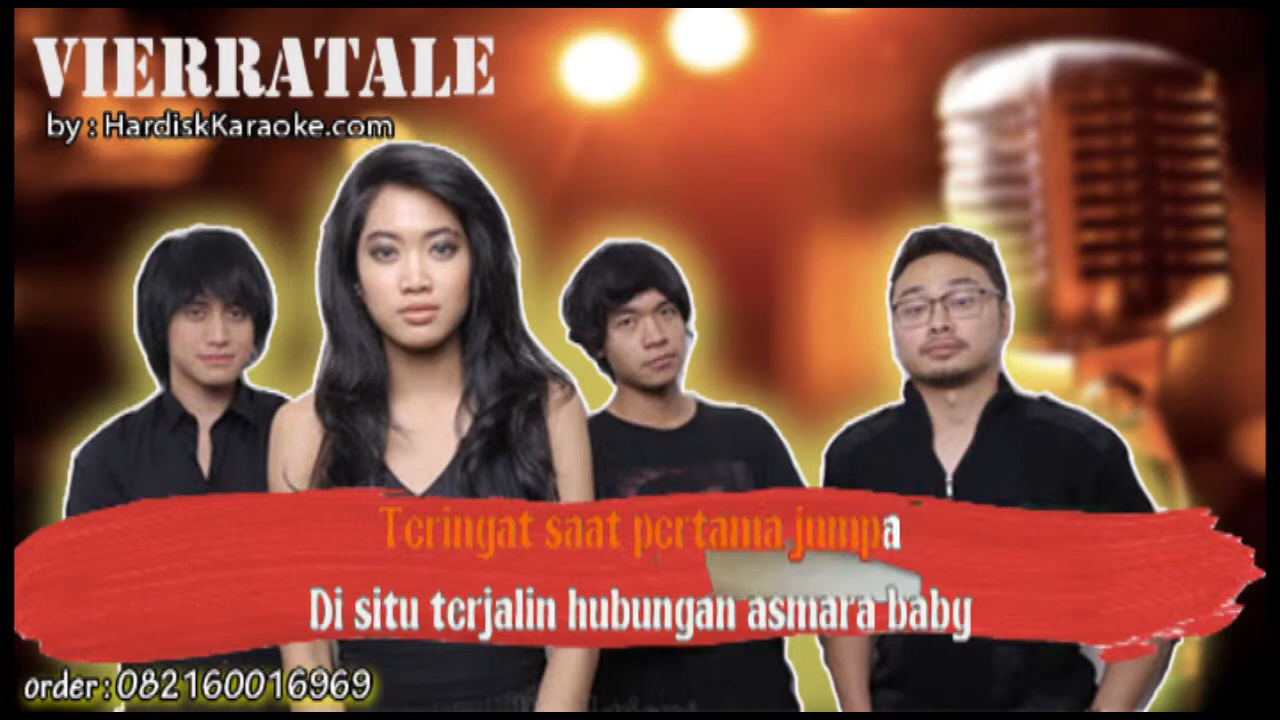 VIERRATALE
by : HardiskKaraoke.com
Teringat saat pertama jumpa
Di situ terjalin hubungan asmara baby
order : 082160016969